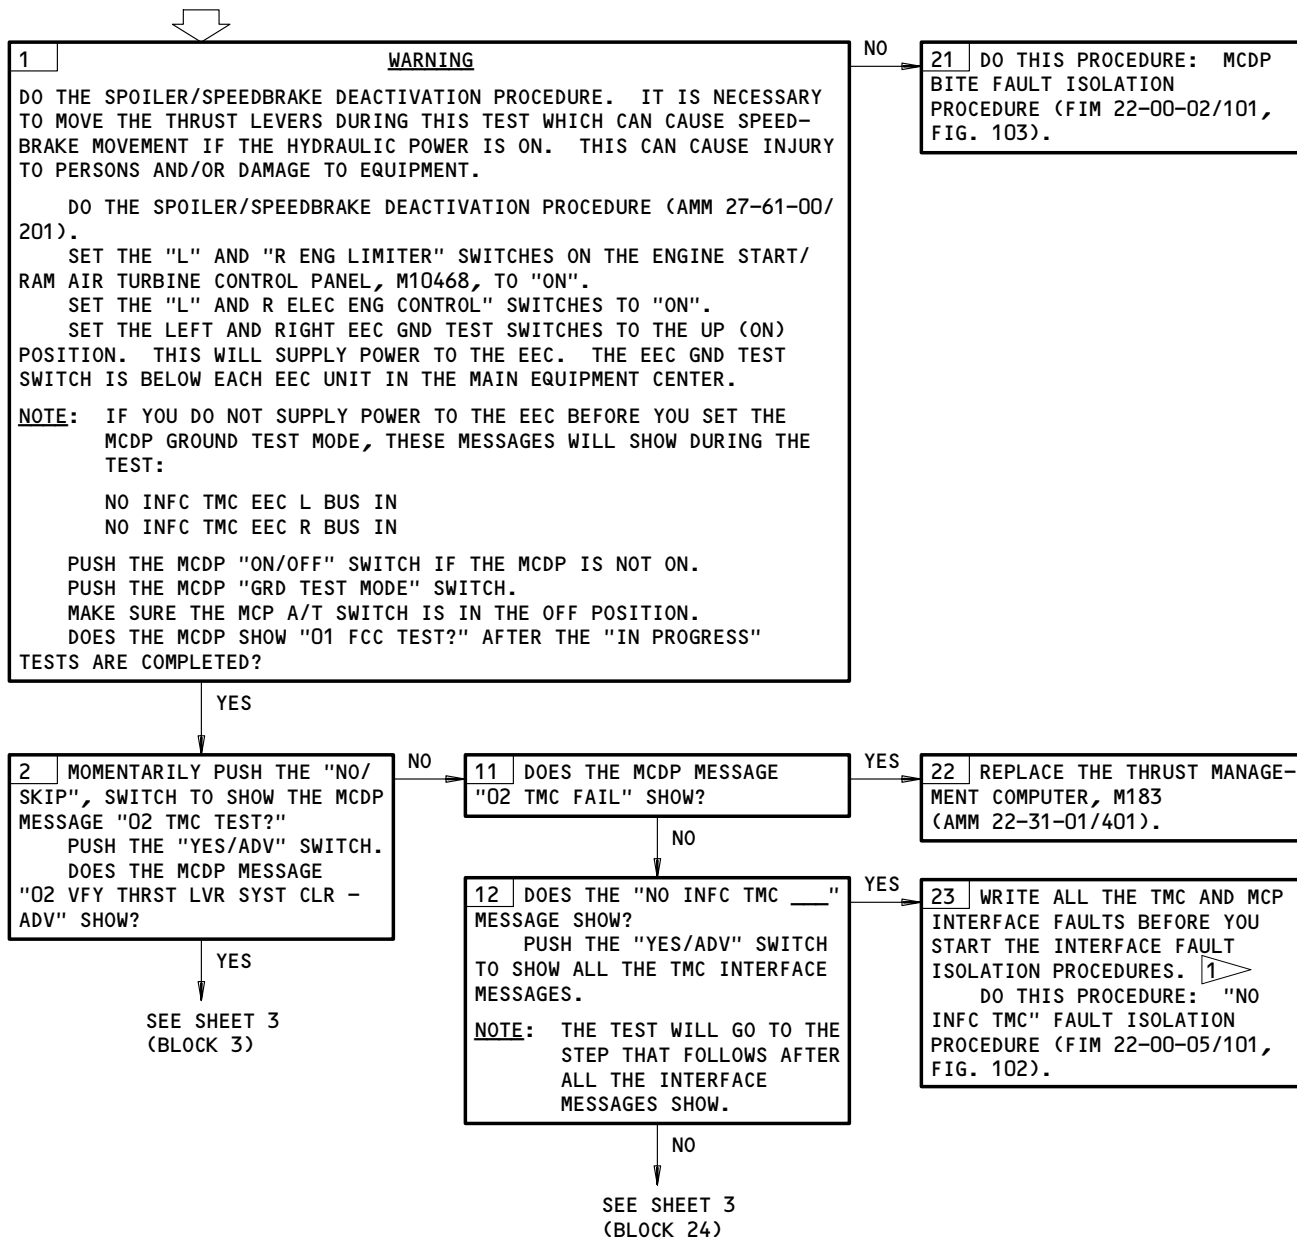 1 WARNING
DO THE SPOILER/SPEEDBRAKE DEACTIVATION PROCEDURE. IT IS NECESSARY
TO MOVE THE THRUST LEVERS DURING THIS TEST WHICH CAN CAUSE SPEED-
BRAKE MOVEMENT IF THE HYDRAULIC POWER IS ON. THIS CAN CAUSE INJURY
TO PERSONS AND/OR DAMAGE TO EQUIPMENT.
DO THE SPOILER/SPEEDBRAKE DEACTIVATION PROCEDURE (AMM 27-61-00/
201).
SET THE "L" AND "R ENG LIMITER" SWITCHES ON THE ENGINE START/
RAM AIR TURBINE CONTROL PANEL, M10468, TO "ON".
SET THE "L" AND R ELEC ENG CONTROL" SWITCHES TO "ON".
SET THE LEFT AND RIGHT EEC GND TEST SWITCHES TO THE UP (ON)
POSITION. THIS WILL SUPPLY POWER TO THE EEC. THE EEC GND TEST
SWITCH IS BELOW EACH EEC UNIT IN THE MAIN EQUIPMENT CENTER.
NOTE: IF YOU DO NOT SUPPLY POWER TO THE EEC BEFORE YOU SET THE
MCDP GROUND TEST MODE, THESE MESSAGES WILL SHOW DURING THE
TEST:
NO INFC TMC EEC L BUS IN
NO INFC TMC EEC R BUS IN
PUSH THE MCDP "ON/OFF" SWITCH IF THE MCDP IS NOT ON.
PUSH THE MCDP "GRD TEST MODE" SWITCH.
MAKE SURE THE MCP A/T SWITCH IS IN THE OFF POSITION.
DOES THE MCDP SHOW "01 FCC TEST?" AFTER THE "IN PROGRESS"
TESTS ARE COMPLETED?
NO
21 DO THIS PROCEDURE: MCDP
BITE FAULT ISOLATION
PROCEDURE (FIM 22-00-02/101,
FIG. 103).
YES
2 MOMENTARILY PUSH THE "NO/
SKIP", SWITCH TO SHOW THE MCDP
MESSAGE "02 TMC TEST?"
PUSH THE "YES/ADV" SWITCH.
DOES THE MCDP MESSAGE
"02 VFY THRST LVR SYST CLR -
ADV" SHOW?
NO
11 DOES THE MCDP MESSAGE
"02 TMC FAIL" SHOW?
YES
22 REPLACE THE THRUST MANAGE-
MENT COMPUTER, M183
(AMM 22-31-01/401).
NO
12 DOES THE "NO INFC TMC ___"
MESSAGE SHOW?
PUSH THE "YES/ADV" SWITCH
TO SHOW ALL THE TMC INTERFACE
MESSAGES.
NOTE: THE TEST WILL GO TO THE
STEP THAT FOLLOWS AFTER
ALL THE INTERFACE
MESSAGES SHOW.
YES
23 WRITE ALL THE TMC AND MCP
INTERFACE FAULTS BEFORE YOU
START THE INTERFACE FAULT
ISOLATION PROCEDURES. 1
DO THIS PROCEDURE: "NO
INFC TMC" FAULT ISOLATION
PROCEDURE (FIM 22-00-05/101,
FIG. 102).
YES
SEE SHEET 3
(BLOCK 3)
NO
SEE SHEET 3
(BLOCK 24)